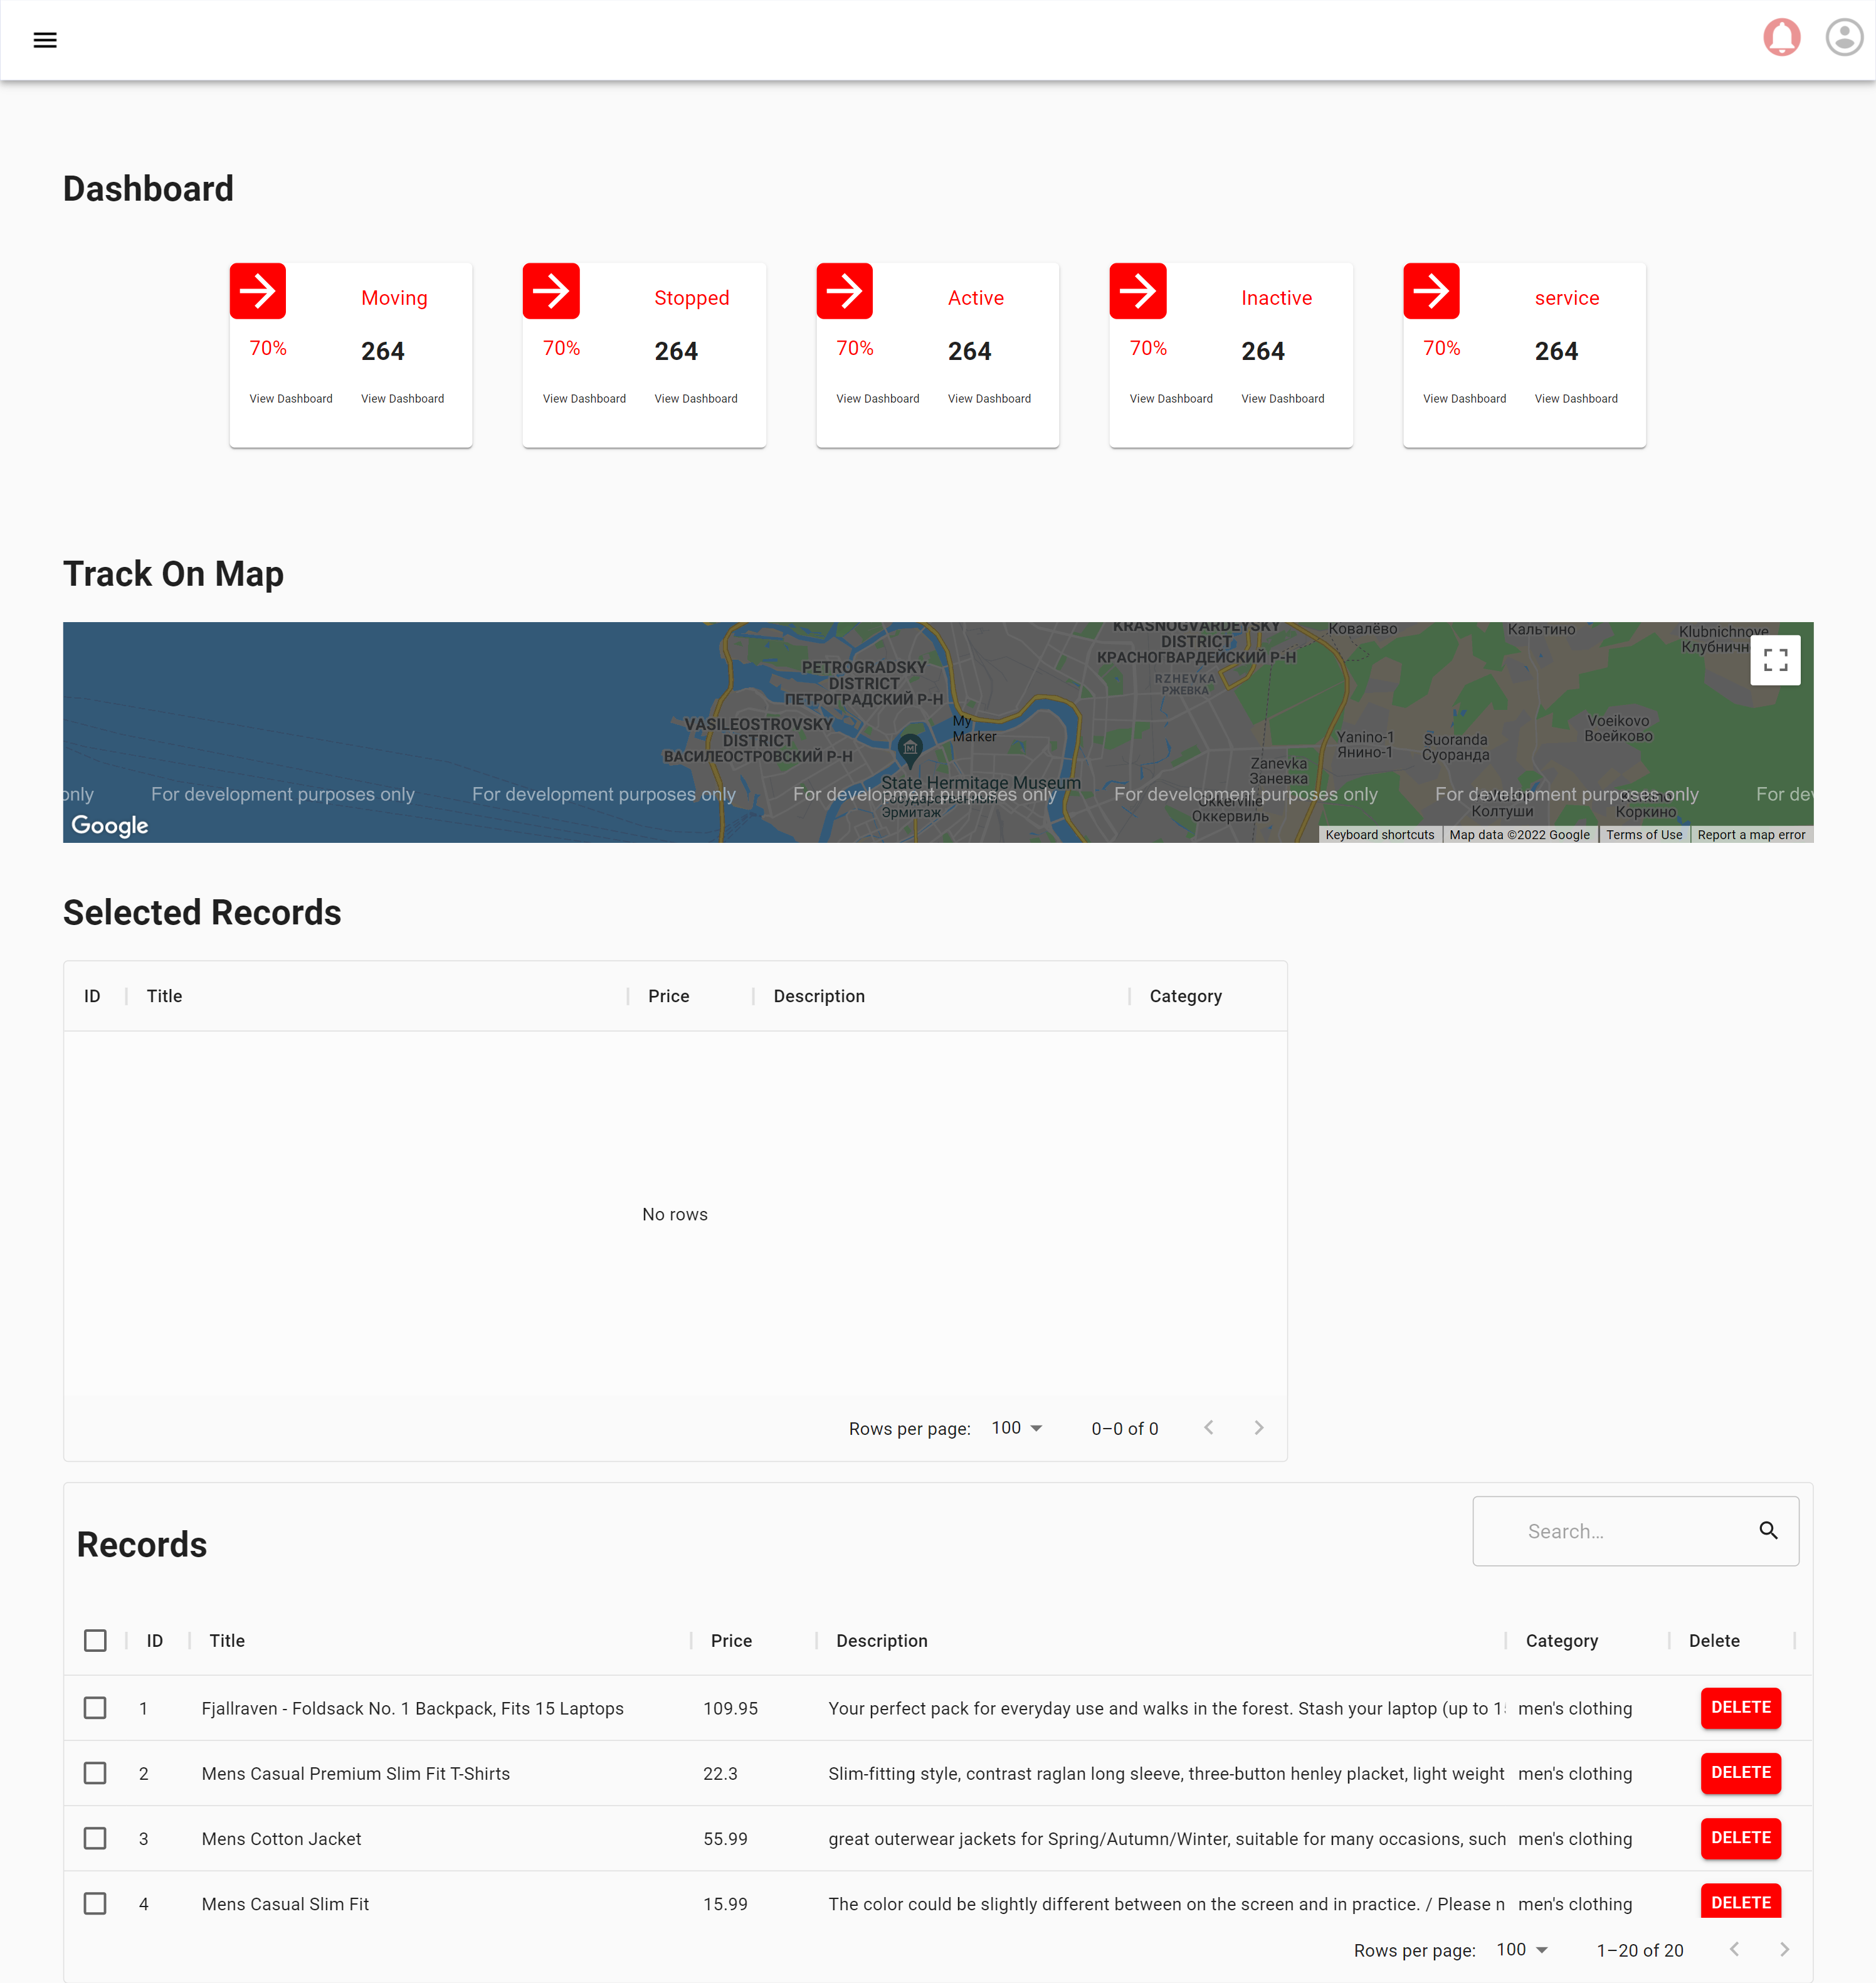 Dashboard
Moving
70%
264
View Dashboard
View Dashboard
Stopped
70%
264
View Dashboard
View Dashboard
Active
70%
264
View Dashboard
View Dashboard
Inactive
70%
264
View Dashboard
View Dashboard
service
70%
264
View Dashboard
View Dashboard
Track On Map
KRASNOGVARDEYSKY
DISTRICT
КРАСНОГВАРДЕЙСКИЙ Р-Н
Ковалёво
Кальтино
Klubnichnoye
PETROGRADSKY
DISTRICT
ПЕТРОГРАДСКИЙ Р-Н
RZHEVKA
РЖЕВКА
VASILEOSTROVSKY
DISTRICT
ВАСИЛЕОСТРОВСКИЙ Р-Н
My
Marker
Yanino-1
Янино-1
Suoranda
Суоранда
Voeikovo
Воейково
Zanevka
Заневка
State Hermitage Museum
Государственный
Эрмитаж
Okkerville
Оккервиль
Колтуши
Коркино
only
For development purposes only
For development purposes only
For development purposes only
For development purposes only
For development purposes only
For dev
Google
Keyboard shortcuts
Map data ©2022 Google
Terms of Use
Report a map error
Selected Records
ID Title Price Description Category
No rows
Rows per page: 100 0–0 of 0
Records
Search…
ID Title Price Description Category Delete
1 Fjallraven - Foldsack No. 1 Backpack, Fits 15 Laptops 109.95 Your perfect pack for everyday use and walks in the forest. Stash your laptop (up to 1 men's clothing DELETE
2 Mens Casual Premium Slim Fit T-Shirts 22.3 Slim-fitting style, contrast raglan long sleeve, three-button henley placket, light weight men's clothing DELETE
3 Mens Cotton Jacket 55.99 great outerwear jackets for Spring/Autumn/Winter, suitable for many occasions, such men's clothing DELETE
4 Mens Casual Slim Fit 15.99 The color could be slightly different between on the screen and in practice. / Please n men's clothing DELETE
Rows per page: 100 1–20 of 20